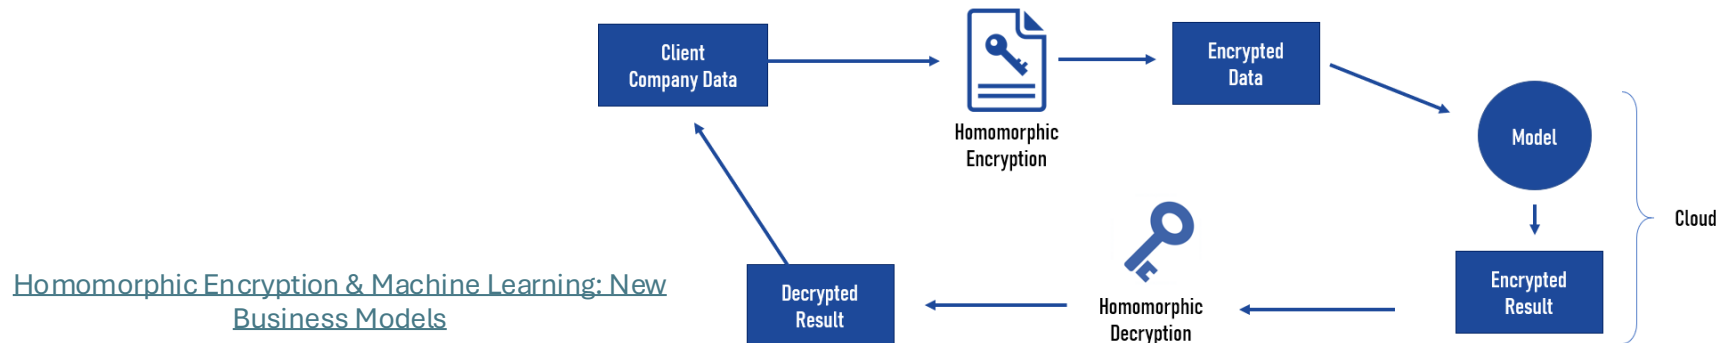 Client
Company Data
Homomorphic
Encryption
Encrypted
Data
Model
Cloud
Encrypted
Result
Homomorphic
Decryption
Decrypted
Result
Homomorphic Encryption & Machine Learning: New
Business Models